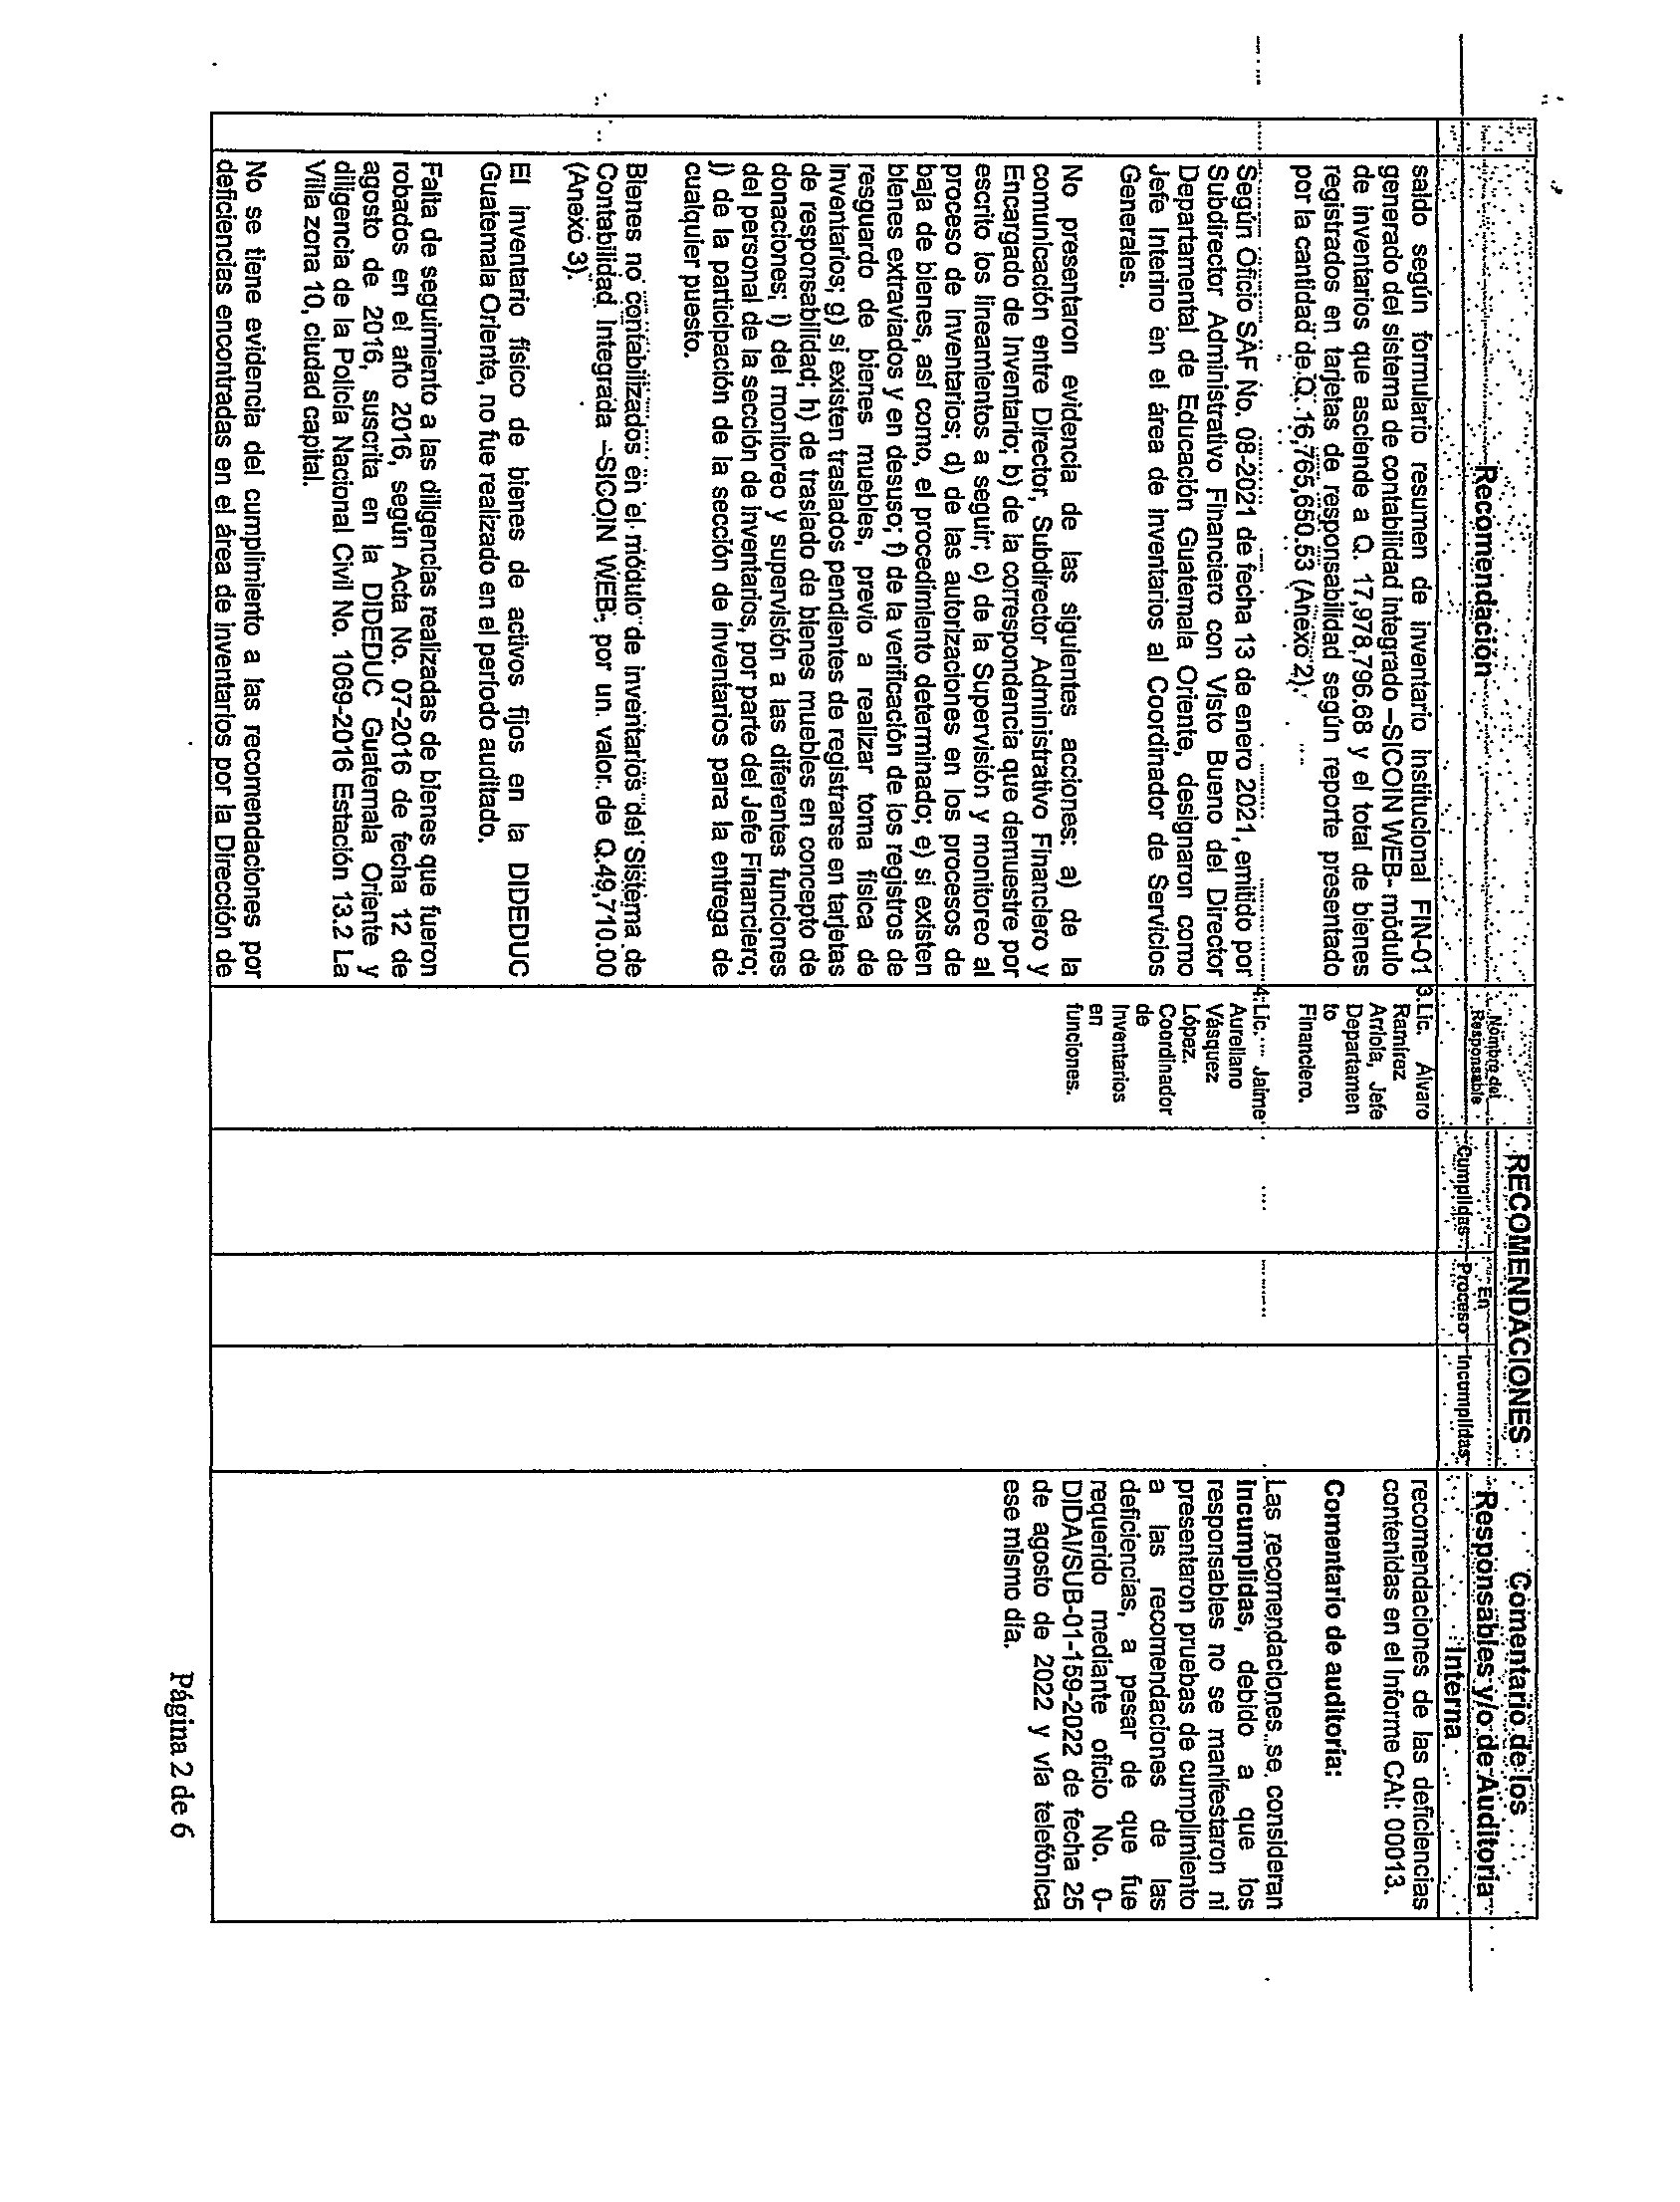 RECOMENDACIONES
Recomendación
Nombre del
Responsable
Cumplidas
En
Proceso
Incumplidas
Comentario de los
Responsables y/o de Auditoría
Interna
saldo según formulario resumen de inventario institucional FIN-01
generado del sistema de contabilidad integrado –SICOIN WEB- módulo
de inventarios que asciende a Q. 17,978,796.68 y el total de bienes
registrados en tarjetas de responsabilidad según reporte presentado
por la cantidad de Q. 16,765,650.53 (Anexo 2).
Según Oficio SAF No. 08-2021 de fecha 13 de enero 2021, emitido por
Subdirector Administrativo Financiero con Visto Bueno del Director
Departamental de Educación Guatemala Oriente, designaron como
Jefe Interino en el área de inventarios al Coordinador de Servicios
Generales.
No presentaron evidencia de las siguientes acciones: a) de la
comunicación entre Director, Subdirector Administrativo Financiero y
Encargado de Inventario; b) de la correspondencia que demuestre por
escrito los lineamientos a seguir; c) de la Supervisión y monitoreo al
proceso de inventarios; d) de las autorizaciones en los procesos de
baja de bienes, así como, el procedimiento determinado; e) si existen
bienes extraviados y en desuso; f) de la verificación de los registros de
resguardo de bienes muebles, previo a realizar toma física de
inventarios; g) si existen traslados pendientes de registrarse en tarjetas
de responsabilidad; h) de traslado de bienes muebles en concepto de
donaciones; i) del monitoreo y supervisión a las diferentes funciones
del personal de la sección de inventarios, por parte del Jefe Financiero;
j) de la participación de la sección de inventarios para la entrega de
cualquier puesto.
Bienes no contabilizados en el módulo de inventarios del Sistema de
Contabilidad Integrada –SICOIN WEB-, por un valor de Q.49,710.00
(Anexo 3).
El inventario físico de bienes de activos fijos en la DIDEDUC
Guatemala Oriente, no fue realizado en el período auditado.
Falta de seguimiento a las diligencias realizadas de bienes que fueron
robados en el año 2016, según Acta No. 07-2016 de fecha 12 de
agosto de 2016, suscrita en la DIDEDUC Guatemala Oriente y
diligencia de la Policía Nacional Civil No. 1069-2016 Estación 13.2 La
Villa zona 10, ciudad capital.
No se tiene evidencia del cumplimiento a las recomendaciones por
deficiencias encontradas en el área de inventarios por la Dirección de
3.Lic. Álvaro
Ramírez
Arriola, Jefe
Departamen
to
Financiero.
4.Lic. Jaime
Aureliano
Vásquez
López.
Coordinador
de
Inventarios
en
funciones.
recomendaciones de las deficiencias
contenidas en el Informe CAI: 00013.
Comentario de auditoría:
Las recomendaciones se consideran
incumplidas, debido a que los
responsables no se manifestaron ni
presentaron pruebas de cumplimiento
a las recomendaciones de las
deficiencias, a pesar de que fue
requerido mediante oficio No. 0-
DIDAI/SUB-01-159-2022 de fecha 25
de agosto de 2022 y vía telefónica
ese mismo día.
Página 2 de 6